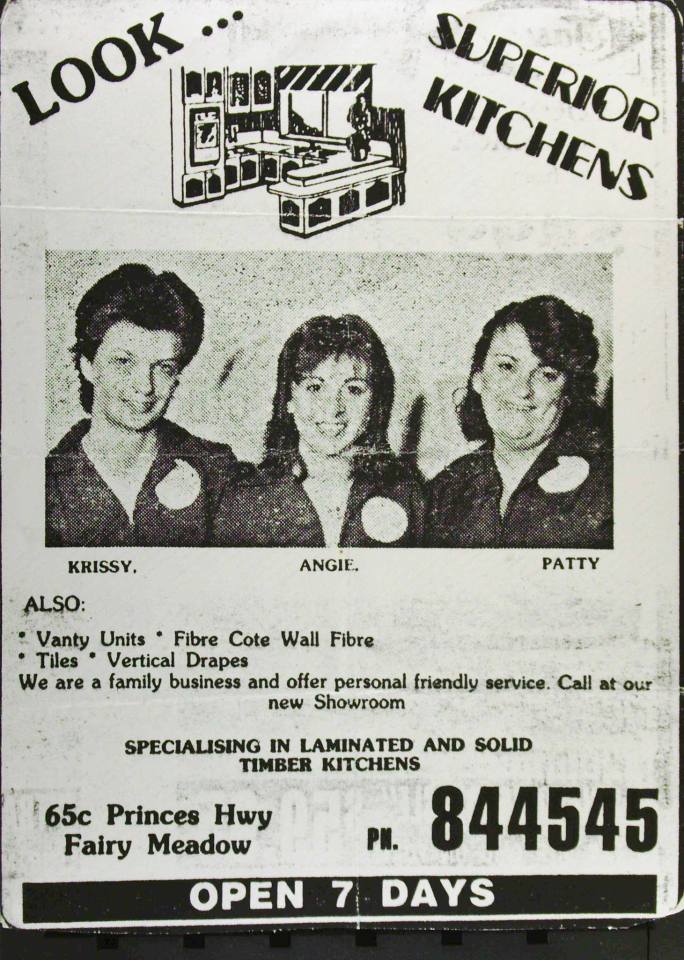 LOOK ...
SUPERIOR
KITCHENS
KRISSY. ANGIE. PATTY
ALSO:
* Vanty Units * Fibre Cote Wall Fibre
* Tiles * Vertical Drapes
We are a family business and offer personal friendly service. Call at our
new Showroom
SPECIALISING IN LAMINATED AND SOLID
TIMBER KITCHENS
65c Princes Hwy
Fairy Meadow
PH. 844545
OPEN 7 DAYS